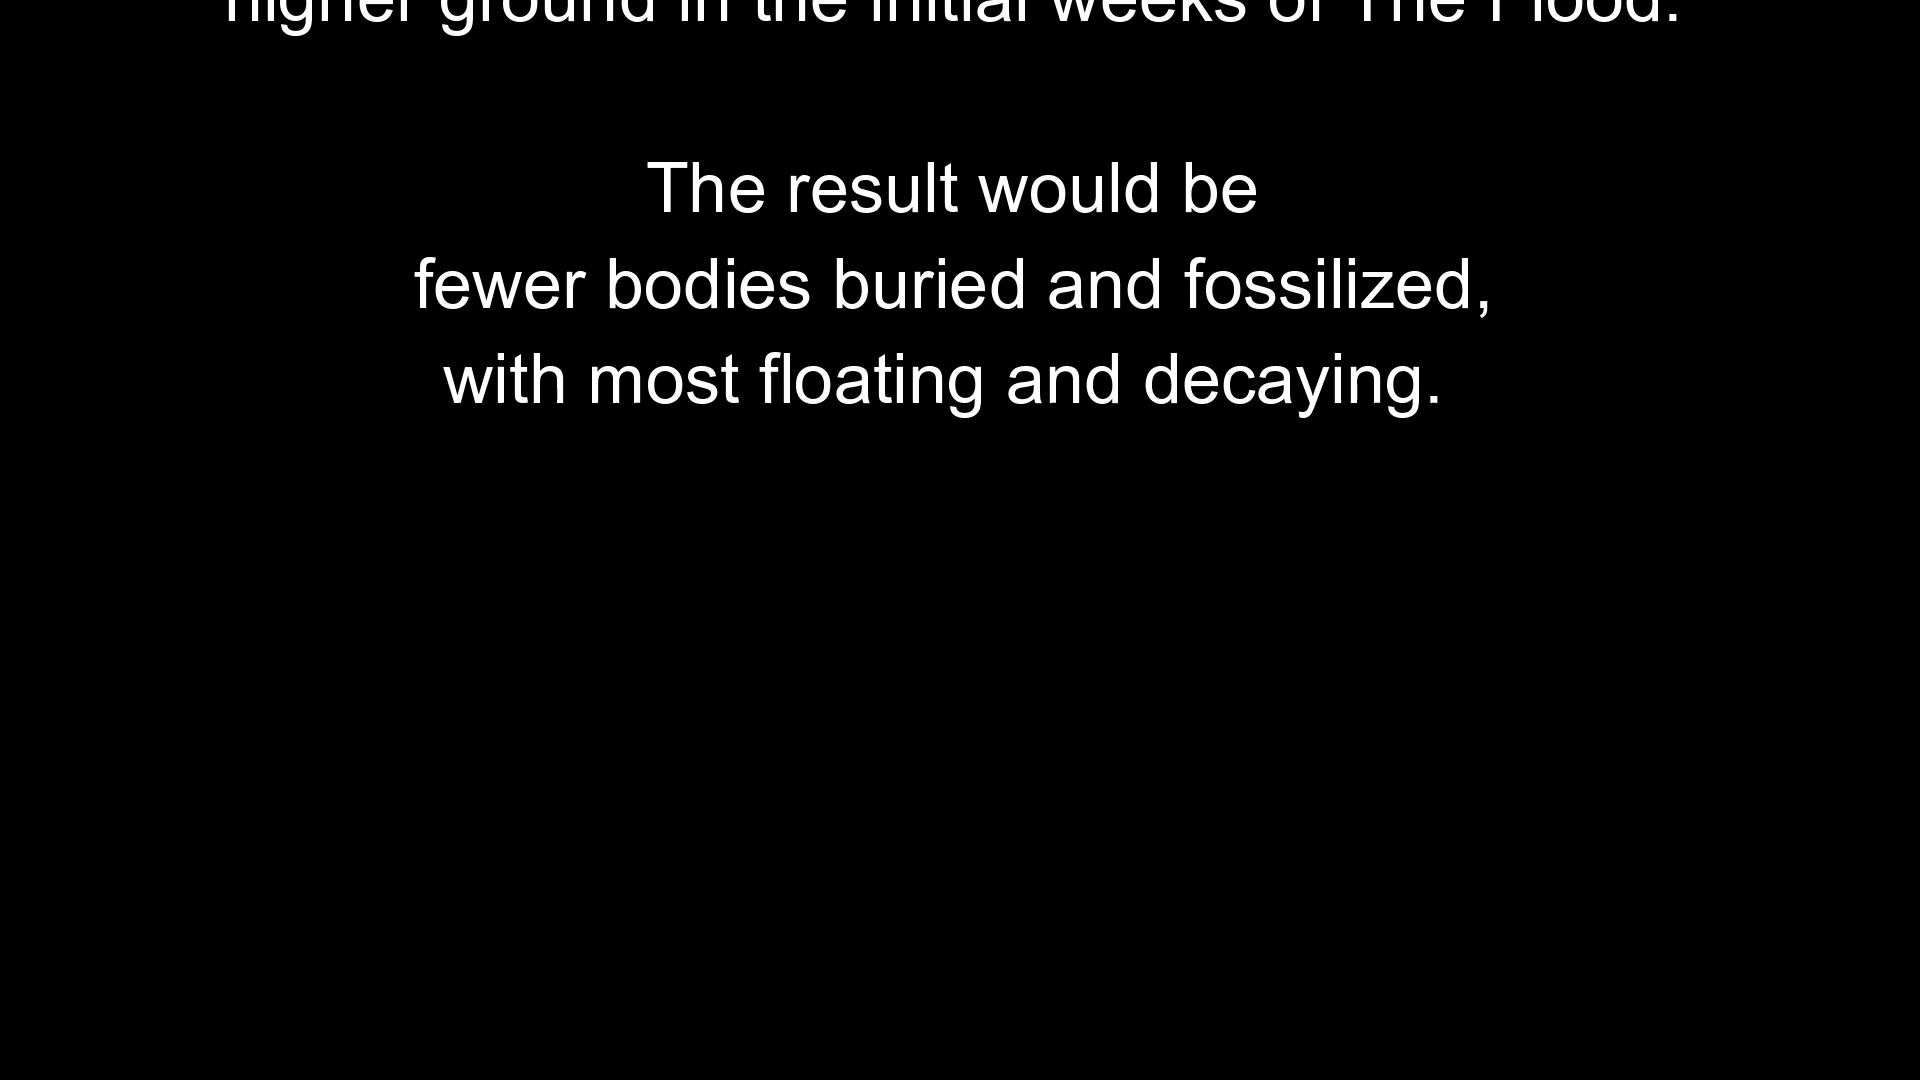 higher ground in the initial weeks of The Flood.
The result would be
fewer bodies buried and fossilized,
with most floating and decaying.